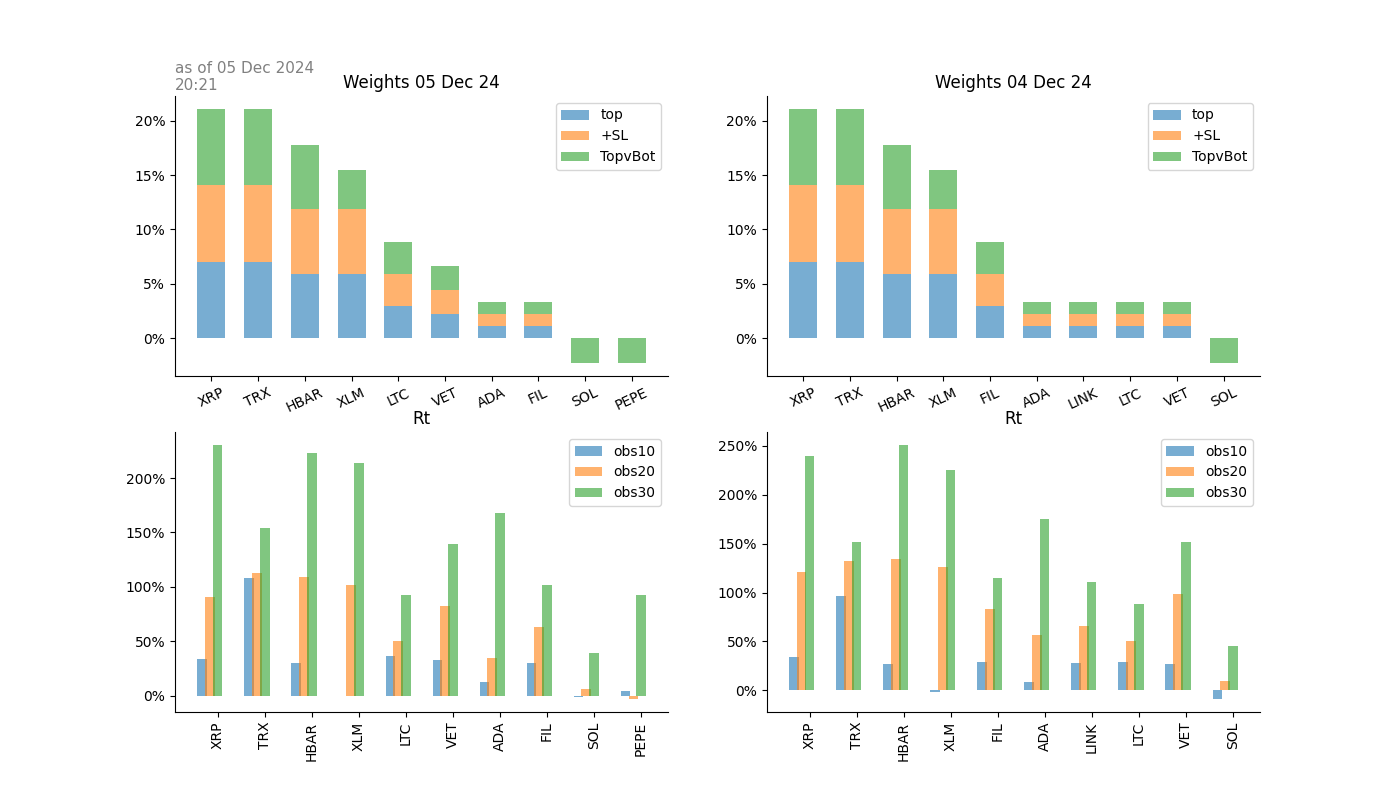 as of 05 Dec 2024
20:21
Weights 05 Dec 24
20%
15%
10%
5%
0%
top
+SL
TopvBot
XRP TRX HBAR XLM LTC VET ADA FIL SOL PEPE
Weights 04 Dec 24
20%
15%
10%
5%
0%
top
+SL
TopvBot
XRP TRX HBAR XLM FIL ADA LINK LTC VET SOL
Rt
200%
150%
100%
50%
0%
obs10
obs20
obs30
XRP TRX HBAR XLM LTC VET ADA FIL SOL PEPE
Rt
250%
200%
150%
100%
50%
0%
obs10
obs20
obs30
XRP TRX HBAR XLM FIL ADA LINK LTC VET SOL